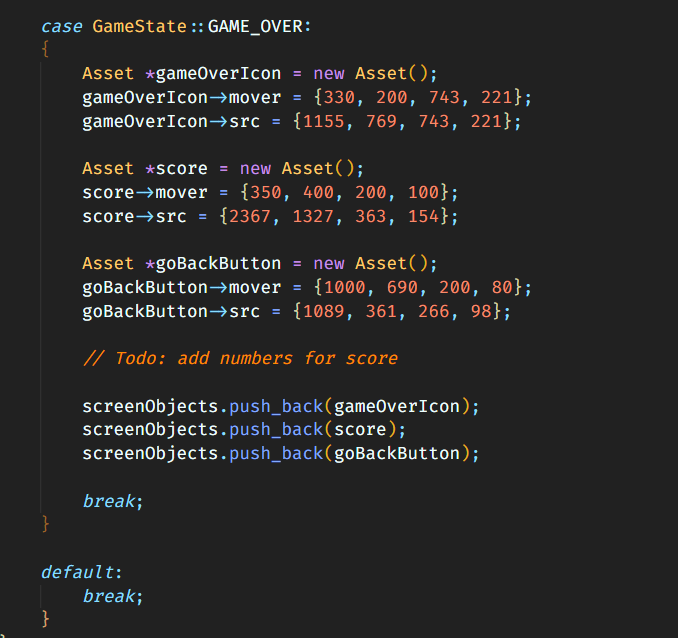 case GameState::GAME_OVER:
{
Asset *gameOverIcon = new Asset();
gameOverIcon->mover = {330, 200, 743, 221};
gameOverIcon->src = {1155, 769, 743, 221};
Asset *score = new Asset();
score->mover = {350, 400, 200, 100};
score->src = {2367, 1327, 363, 154};
Asset *goBackButton = new Asset();
goBackButton->mover = {1000, 690, 200, 80};
goBackButton->src = {1089, 361, 266, 98};
// Todo: add numbers for score
screenObjects.push_back(gameOverIcon);
screenObjects.push_back(score);
screenObjects.push_back(goBackButton);
break;
}
default:
break;
}